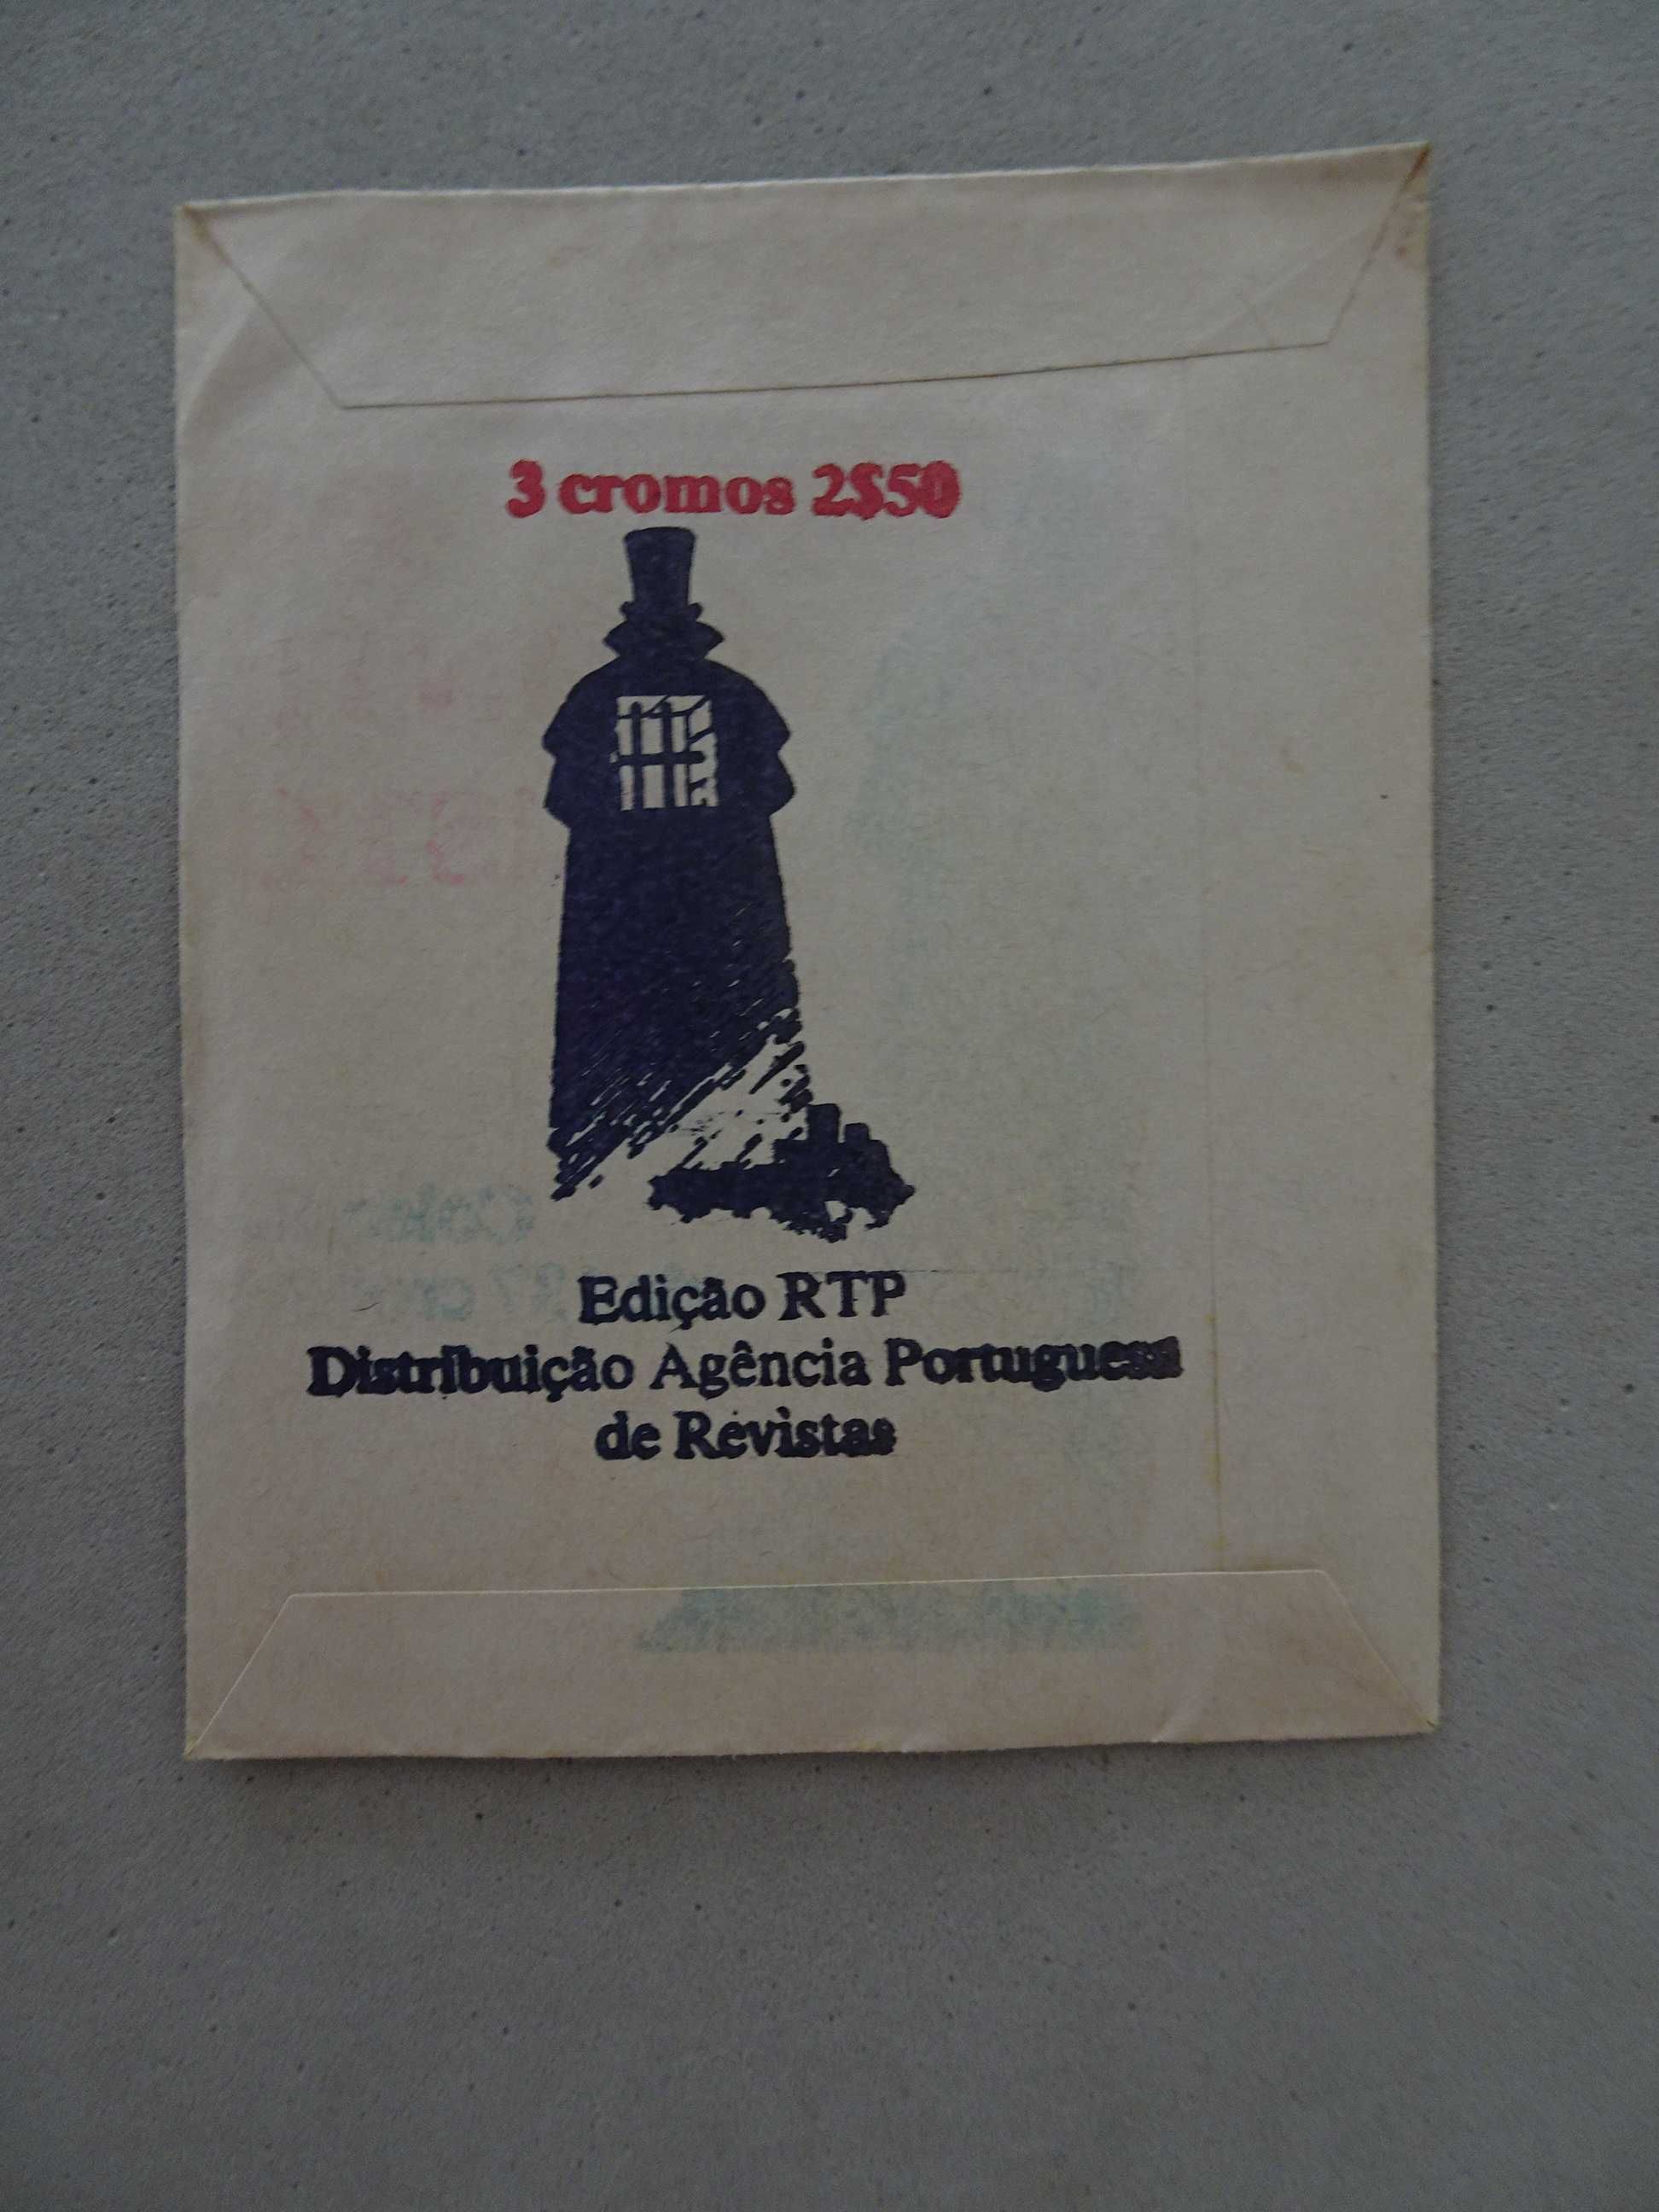 3 cromos 2$50
Edição RTP
Distribuição Agência Portuguesa
de Revistas